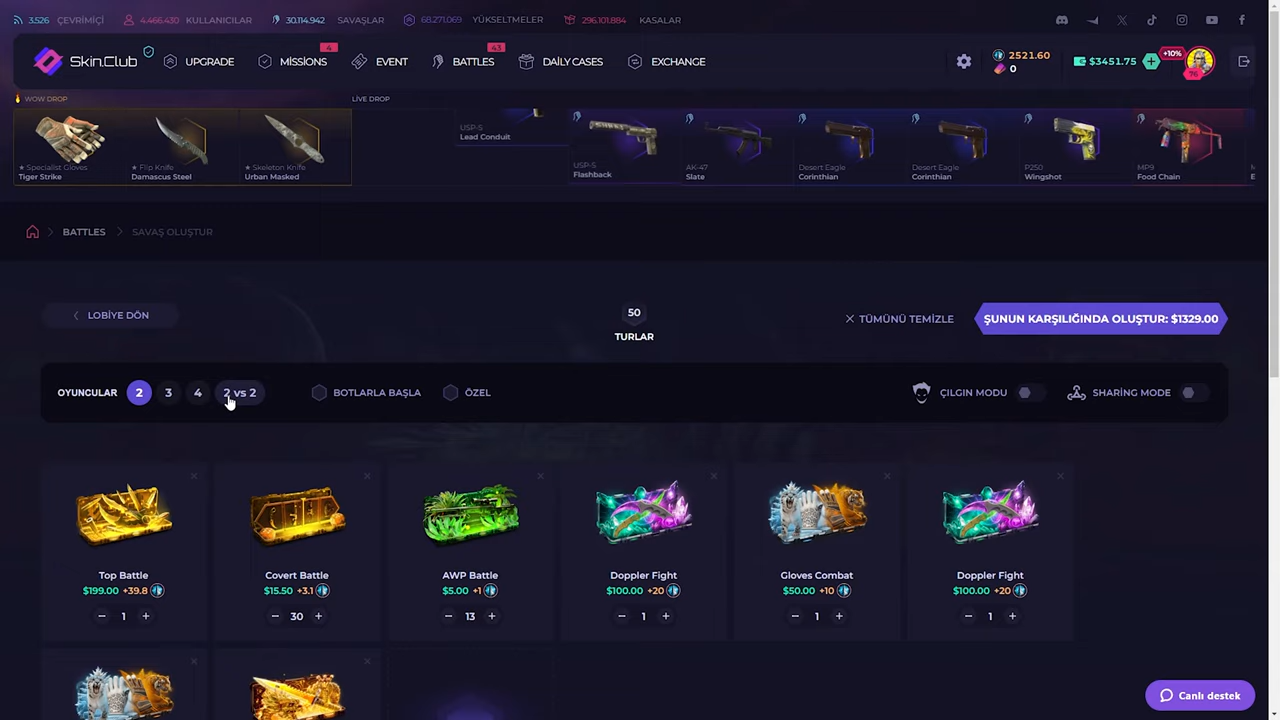 3.526 ÇEVRİMİÇİ 4.466.430 KULLANICILAR 30.114.942 SAVAŞLAR 68.271.069 YÜKSELTMELER 296.101.884 KASALAR
Skin.Club UPGRADE 4 MISSIONS EVENT 43 BATTLES DAILY CASES EXCHANGE 2521.60 0 $3451.75 +10% 76
WOW DROP LİVE DROP
★ Specialist Gloves
Tiger Strike
★ Flip Knife
Damascus Steel
★ Skeleton Knife
Urban Masked
USP-S
Lead Conduit
USP-S
Flashback
AK-47
Slate
Desert Eagle
Corinthian
Desert Eagle
Corinthian
P250
Wingshot
MP9
Food Chain
BATTLES SAVAŞ OLUŞTUR
LOBİYE DÖN
50
TURLAR
TÜMÜNÜ TEMİZLE
ŞUNUN KARŞILIĞINDA OLUŞTUR: $1329.00
OYUNCULAR 2 3 4 2 vs 2 BOTLARLA BAŞLA ÖZEL ÇILGIN MODU SHARİNG MODE
Top Battle
$199.00 +39.8
− 1 +
Covert Battle
$15.50 +3.1
− 30 +
AWP Battle
$5.00 +1
− 13 +
Doppler Fight
$100.00 +20
− 1 +
Gloves Combat
$50.00 +10
− 1 +
Doppler Fight
$100.00 +20
− 1 +
Canlı destek